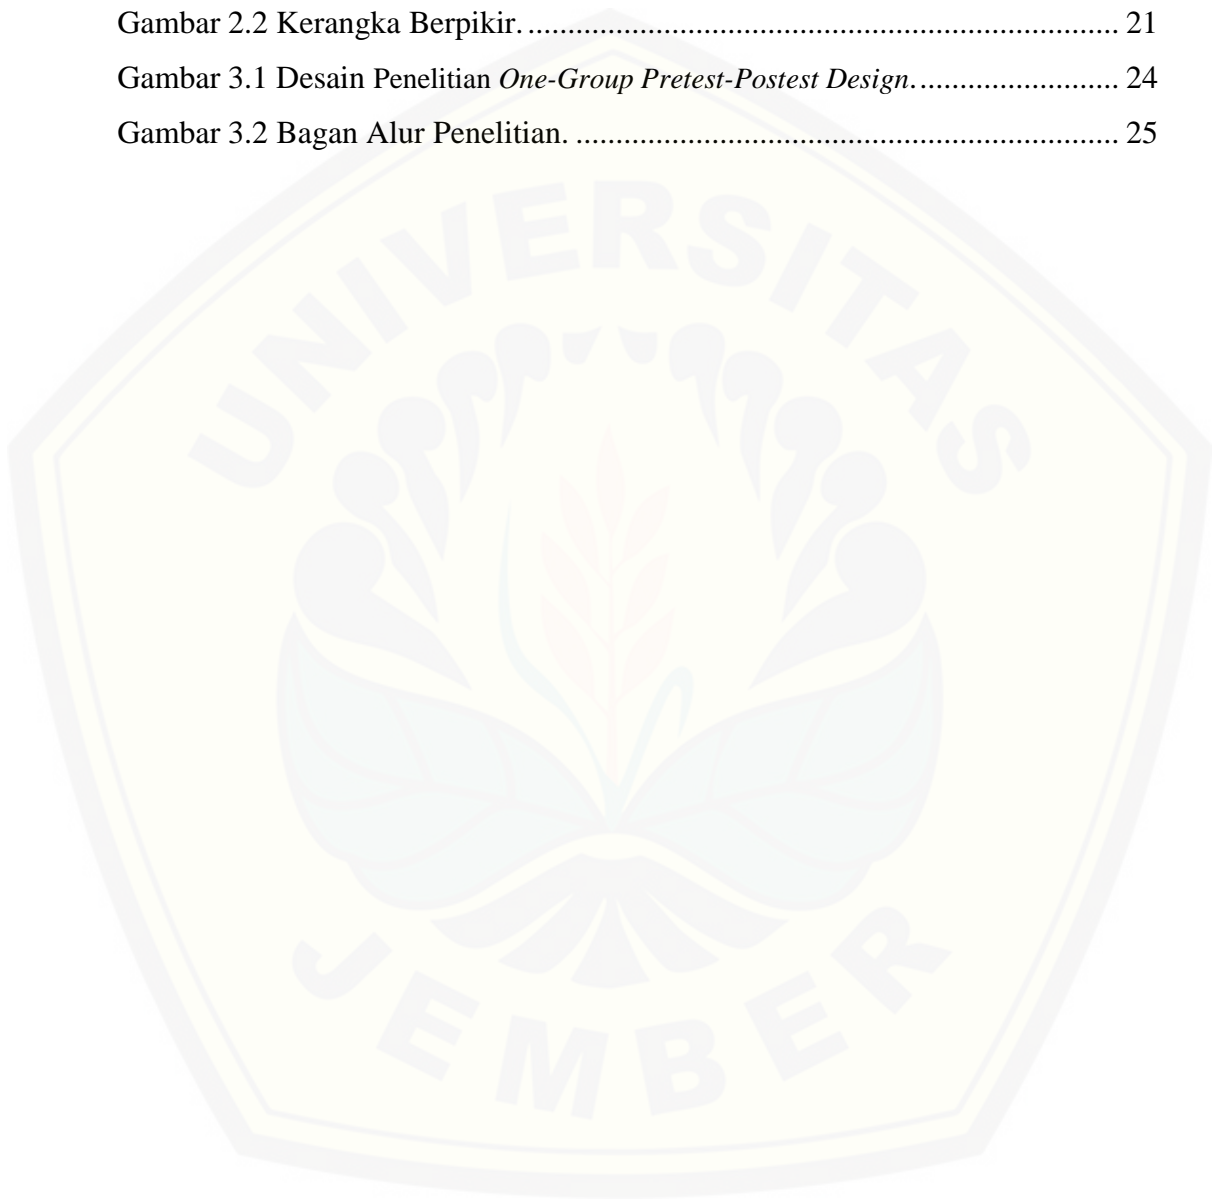 Gambar 2.2 Kerangka Berpikir. .......................................................................... 21
Gambar 3.1 Desain Penelitian One-Group Pretest-Postest Design. ......................... 24
Gambar 3.2 Bagan Alur Penelitian. .................................................................... 25
UNIVERSITAS
JEMBER